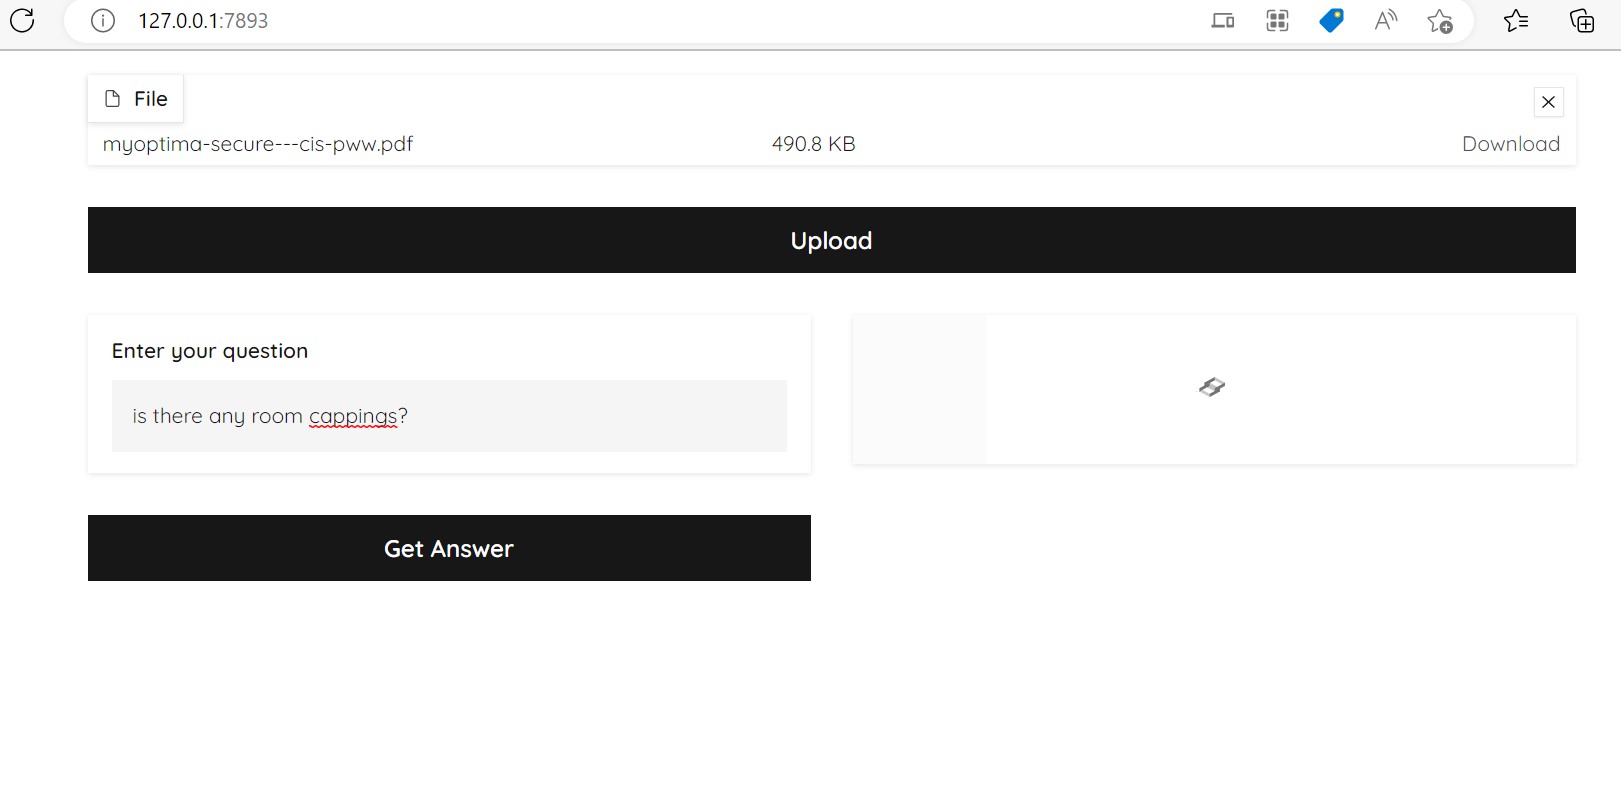 127.0.0.1:7893
File
myoptima-secure---cis-pww.pdf 490.8 KB Download
Upload
Enter your question
is there any room cappings?
Get Answer